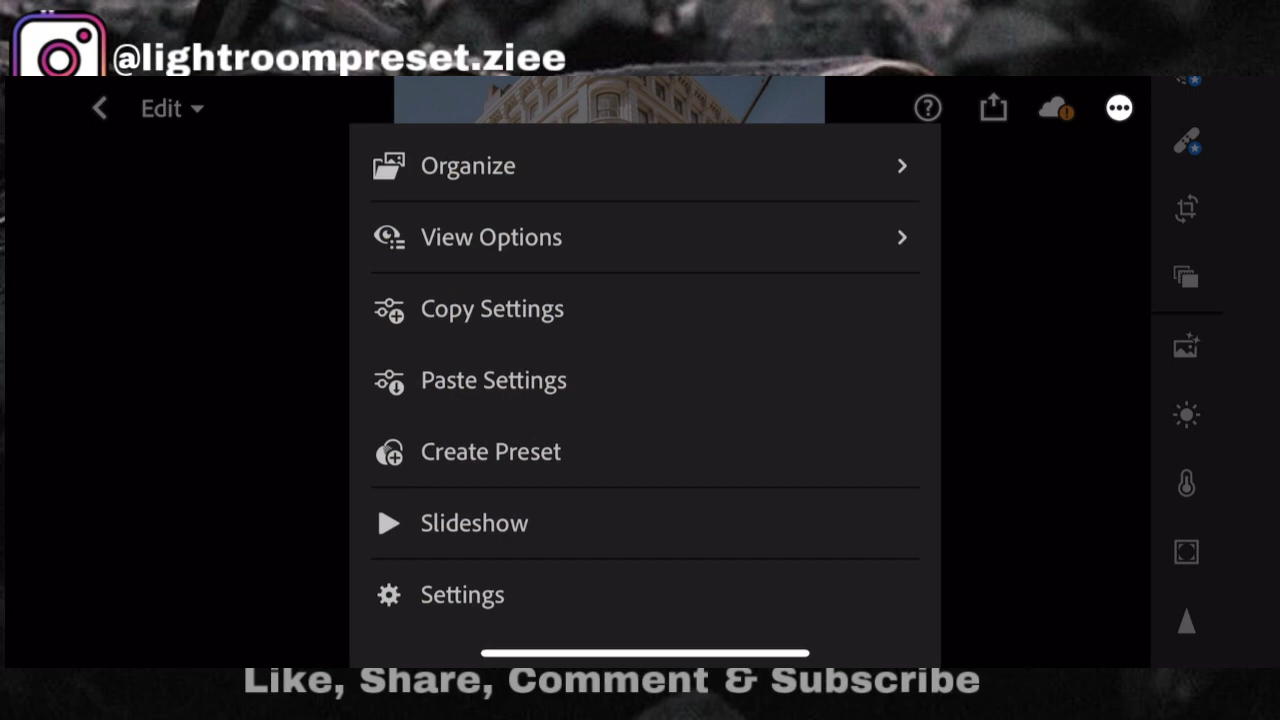 @lightroompreset.ziee
Edit
Organize
View Options
Copy Settings
Paste Settings
Create Preset
Slideshow
Settings
Like, Share, Comment & Subscribe